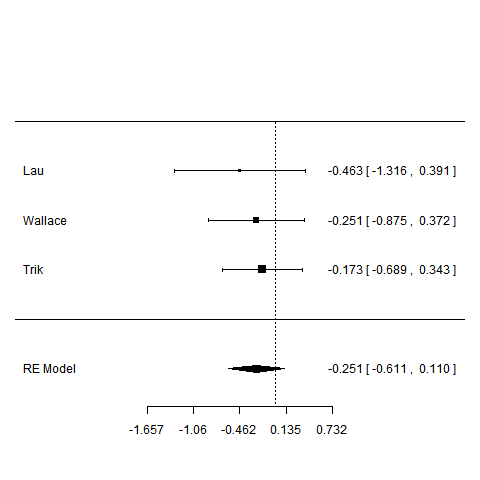 Lau -0.463 [ -1.316 , 0.391 ]
Wallace -0.251 [ -0.875 , 0.372 ]
Trik -0.173 [ -0.689 , 0.343 ]
RE Model -0.251 [ -0.611 , 0.110 ]
-1.657 -1.06 -0.462 0.135 0.732